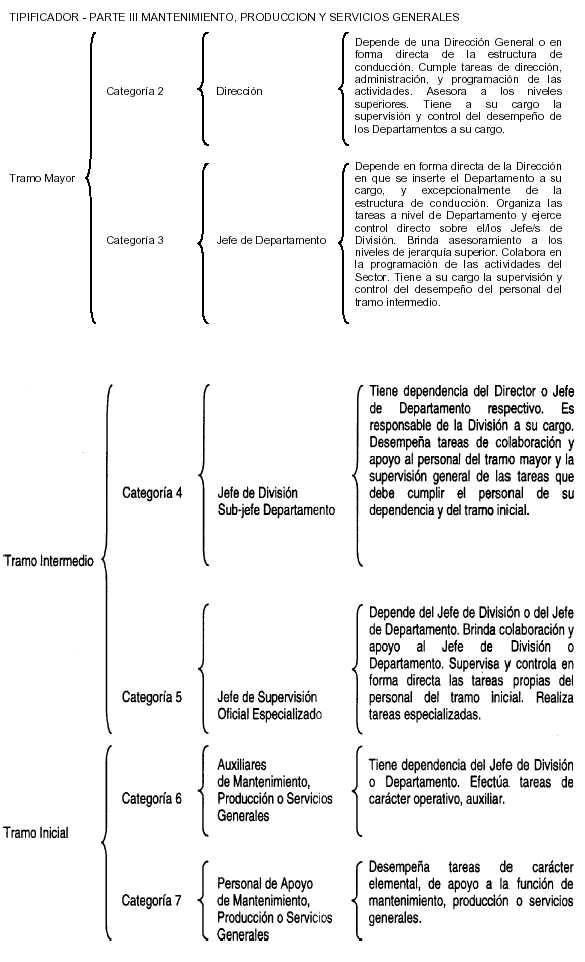 TIPIFICADOR - PARTE III MANTENIMIENTO, PRODUCCION Y SERVICIOS GENERALES
Tramo Mayor
Categoría 2
Dirección
Depende de una Dirección General o en
forma directa de la estructura de
conducción. Cumple tareas de dirección,
administración, y programación de las
actividades. Asesora a los niveles
superiores. Tiene a su cargo la
supervisión y control del desempeño de
los Departamentos a su cargo.
Categoría 3
Jefe de Departamento
Depende en forma directa de la Dirección
en que se inserte el Departamento a su
cargo, y excepcionalmente de la
estructura de conducción. Organiza las
tareas a nivel de Departamento y ejerce
control directo sobre el/los Jefe/s de
División. Brinda asesoramiento a los
niveles de jerarquía superior. Colabora en
la programación de las actividades del
Sector. Tiene a su cargo la supervisión y
control del desempeño del personal del
tramo intermedio.
Tramo Intermedio
Categoría 4
Jefe de División
Sub-jefe Departamento
Tiene dependencia del Director o Jefe
de Departamento respectivo. Es
responsable de la División a su cargo.
Desempeña tareas de colaboración y
apoyo al personal del tramo mayor y la
supervisión general de las tareas que
debe cumplir el personal de su
dependencia y del tramo inicial.
Categoría 5
Jefe de Supervisión
Oficial Especializado
Depende del Jefe de División o del Jefe
de Departamento. Brinda colaboración y
apoyo al Jefe de División o
Departamento. Supervisa y controla en
forma directa las tareas propias del
personal del tramo inicial. Realiza
tareas especializadas.
Tramo Inicial
Categoría 6
Auxiliares
de Mantenimiento,
Producción o Servicios
Generales
Tiene dependencia del Jefe de División
o Departamento. Efectúa tareas de
carácter operativo, auxiliar.
Categoría 7
Personal de Apoyo
de Mantenimiento,
Producción o Servicios
Generales
Desempeña tareas de carácter
elemental, de apoyo a la función de
mantenimiento, producción o servicios
generales.